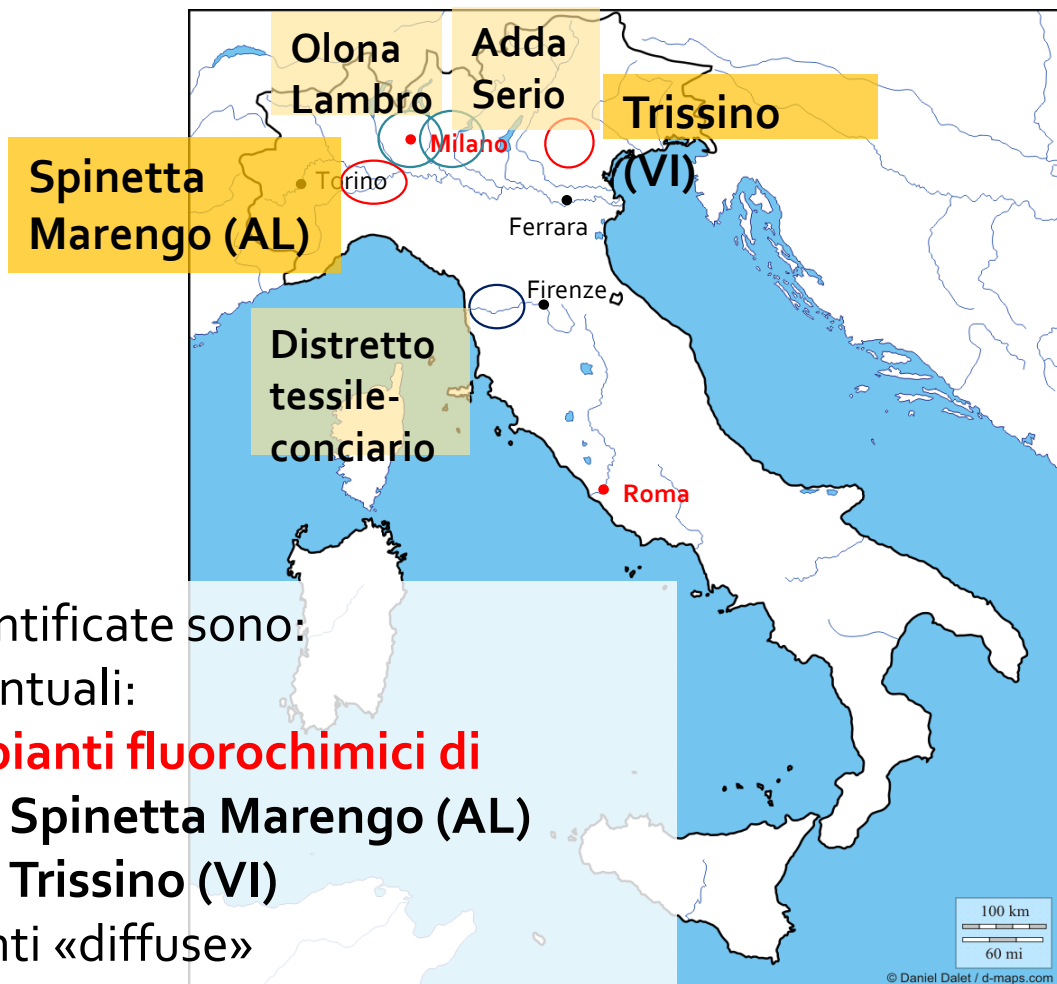 Olona
Lambro
Adda
Serio
Trissino
(VI)
Milano
Spinetta
Marengo (AL)
Torino
Ferrara
Firenze
Distretto
tessile-
conciario
Roma
ntificate sono:
ntuali:
pianti fluorochimici di
Spinetta Marengo (AL)
Trissino (VI)
nti «diffuse»
100 km
60 mi
© Daniel Dalet / d-maps.com